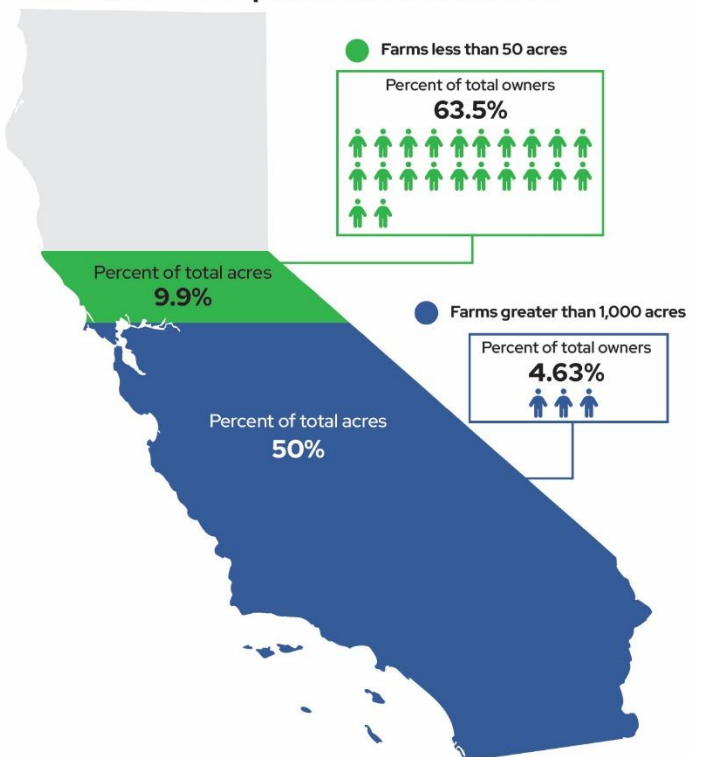 Farms less than 50 acres
Percent of total owners
63.5%
Percent of total acres
9.9%
Farms greater than 1,000 acres
Percent of total owners
4.63%
Percent of total acres
50%